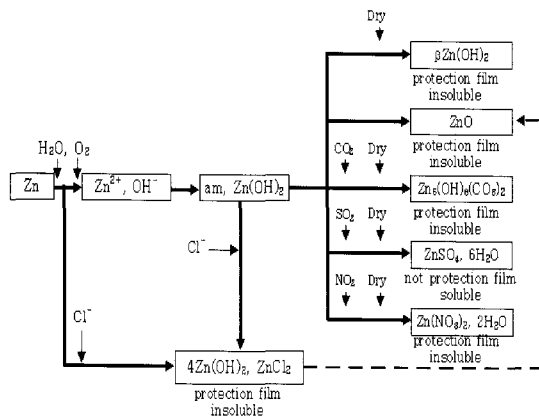 Dry
βZn(OH)₂
protection film
insoluble
ZnO
protection film
insoluble
H₂O, O₂
CO₂ Dry
Zn
Zn²⁺, OH⁻
am, Zn(OH)₂
Zn₅(OH)₆(CO₃)₂
protection film
insoluble
SO₂ Dry
Cl⁻
ZnSO₄, 6H₂O
not protection film
soluble
NO₂ Dry
Cl⁻
Zn(NO₃)₂, 2H₂O
protection film
insoluble
4Zn(OH)₂, ZnCl₂
protection film
insoluble